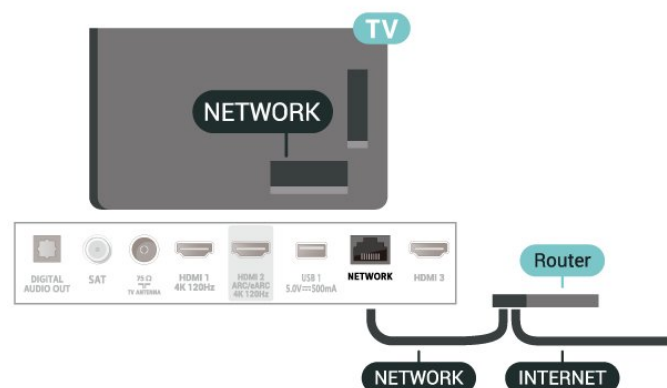 TV
NETWORK
DIGITAL
AUDIO OUT
SAT
75 Ω
TV ANTENNA
HDMI 1
4K 120Hz
HDMI 2
ARC/eARC
4K 120Hz
USB 1
5.0V⎓500mA
NETWORK
HDMI 3
Router
NETWORK
INTERNET